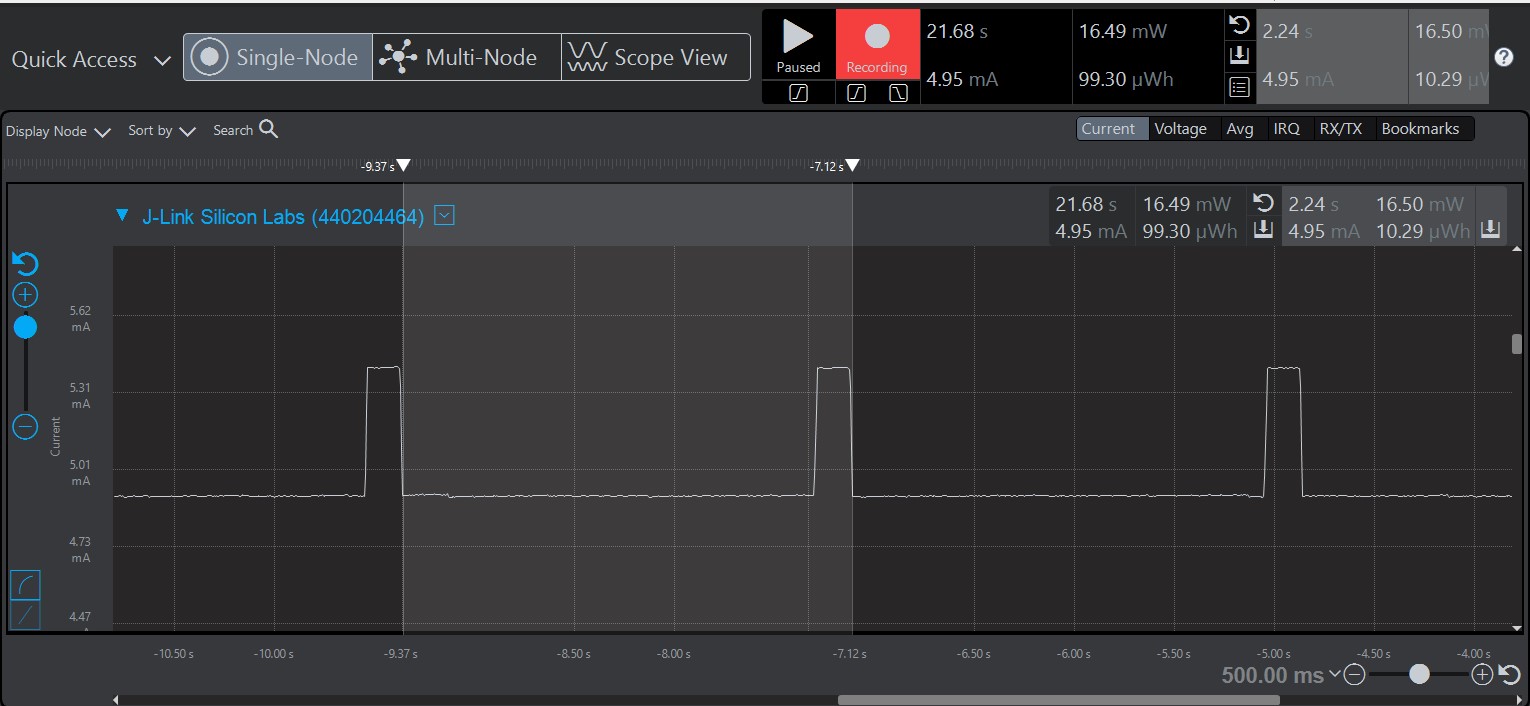 Quick Access Single-Node Multi-Node Scope View
Paused Recording
21.68 s 16.49 mW
4.95 mA 99.30 µWh
2.24 s 16.50 mW
4.95 mA 10.29 µV
Display Node Sort by Search
Current Voltage Avg IRQ RX/TX Bookmarks
-9.37 s -7.12 s
J-Link Silicon Labs (440204464)
21.68 s 16.49 mW 2.24 s 16.50 mW
4.95 mA 99.30 µWh 4.95 mA 10.29 µWh
5.62
mA
5.31
mA
Current
5.01
mA
4.73
mA
4.47
-10.50 s -10.00 s -9.37 s -8.50 s -8.00 s -7.12 s -6.50 s -6.00 s -5.50 s -5.00 s -4.50 s -4.00 s
500.00 ms